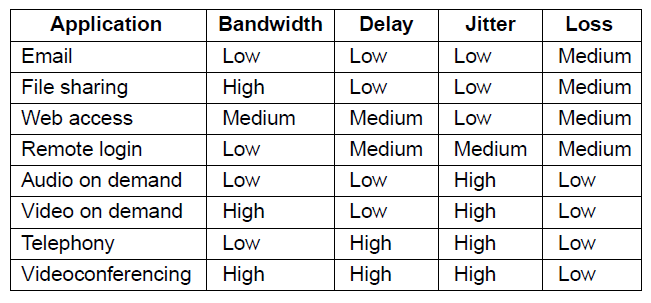 Application Bandwidth Delay Jitter Loss
Email Low Low Low Medium
File sharing High Low Low Medium
Web access Medium Medium Low Medium
Remote login Low Medium Medium Medium
Audio on demand Low Low High Low
Video on demand High Low High Low
Telephony Low High High Low
Videoconferencing High High High Low